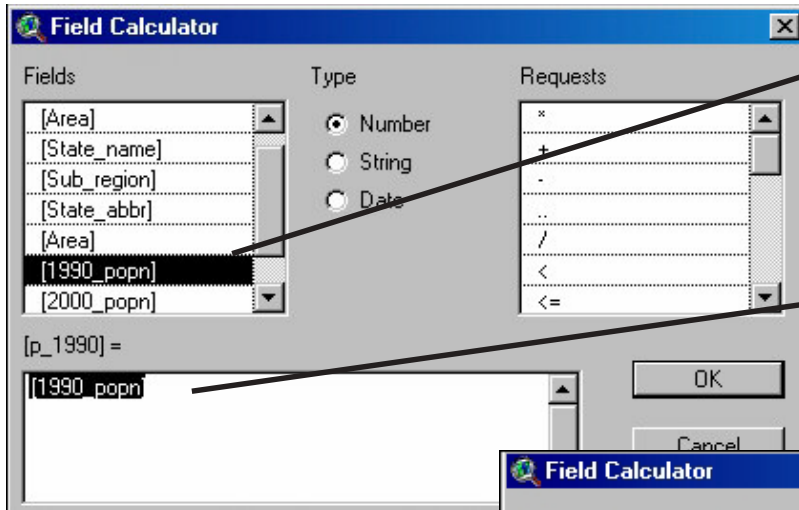 Field Calculator
Fields
Type
Requests
[Area]
[State_name]
[Sub_region]
[State_abbr]
[Area]
[1990_popn]
[2000_popn]
Number
String
Date
*
+
-
..
/
<
<=
[p_1990] =
[1990_popn]
OK
Cancel
Field Calculator